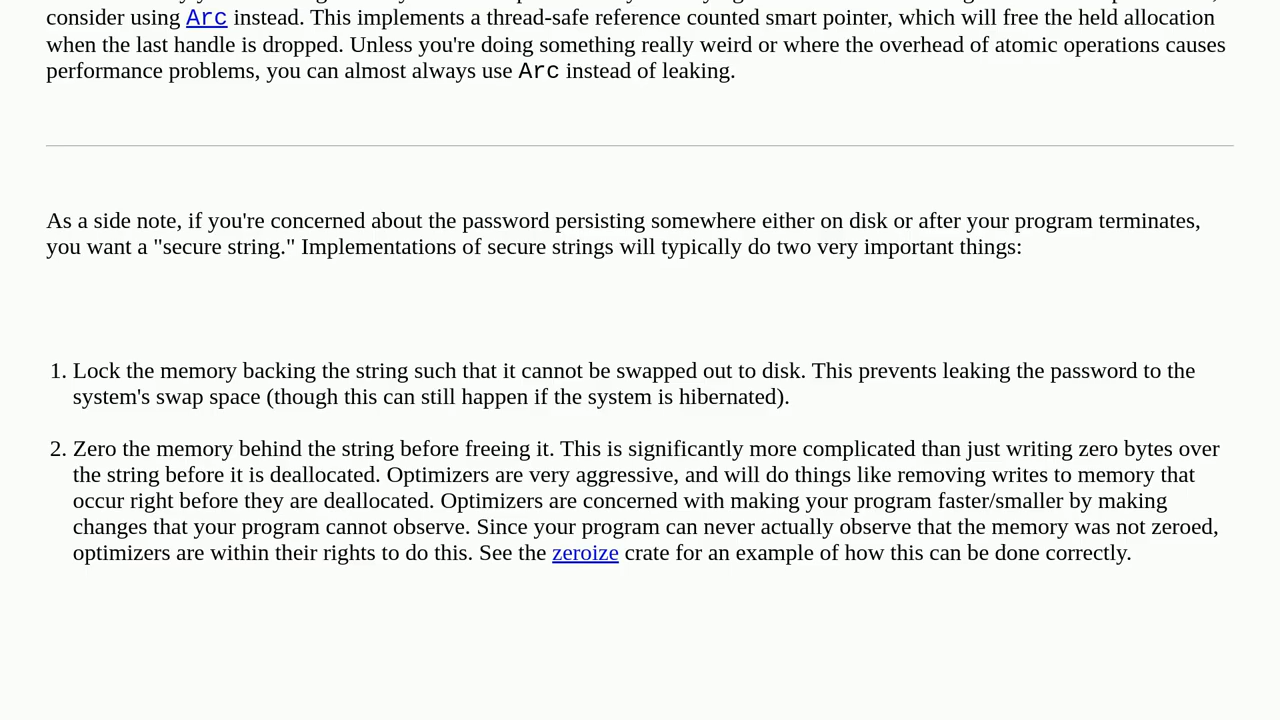 consider using Arc instead. This implements a thread-safe reference counted smart pointer, which will free the held allocation
when the last handle is dropped. Unless you're doing something really weird or where the overhead of atomic operations causes
performance problems, you can almost always use Arc instead of leaking.
As a side note, if you're concerned about the password persisting somewhere either on disk or after your program terminates,
you want a "secure string." Implementations of secure strings will typically do two very important things:
1. Lock the memory backing the string such that it cannot be swapped out to disk. This prevents leaking the password to the
system's swap space (though this can still happen if the system is hibernated).
2. Zero the memory behind the string before freeing it. This is significantly more complicated than just writing zero bytes over
the string before it is deallocated. Optimizers are very aggressive, and will do things like removing writes to memory that
occur right before they are deallocated. Optimizers are concerned with making your program faster/smaller by making
changes that your program cannot observe. Since your program can never actually observe that the memory was not zeroed,
optimizers are within their rights to do this. See the zeroize crate for an example of how this can be done correctly.